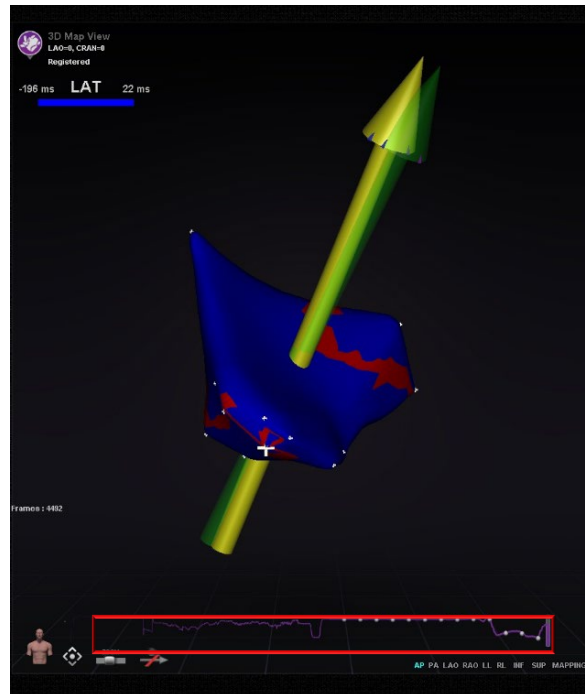 3D Map View
LAO=0, CRAN=0
Registered
-196 ms LAT 22 ms
Frames : 4492
AP PA LAO RAO LL RL INF SUP MAPPING